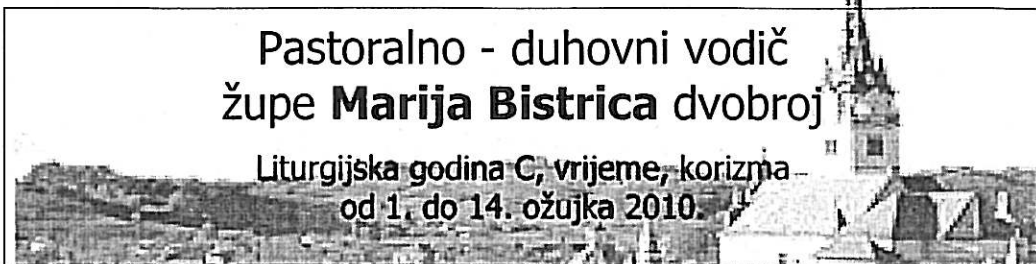 Pastoralno - duhovni vodič
župe Marija Bistrica dvobroj
Liturgijska godina C, vrijeme, korizma
od 1. do 14. ožujka 2010.